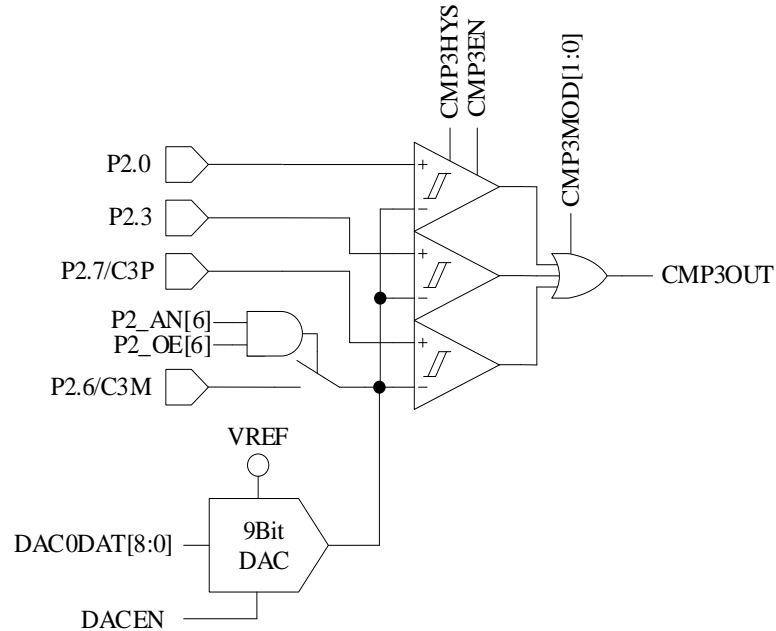 CMP3HYS
CMP3EN
CMP3MOD[1:0]
P2.0
+
−
P2.3
+
−
P2.7/C3P
+
−
CMP3OUT
P2_AN[6]
P2_OE[6]
P2.6/C3M
VREF
DAC0DAT[8:0]
9Bit
DAC
DACEN